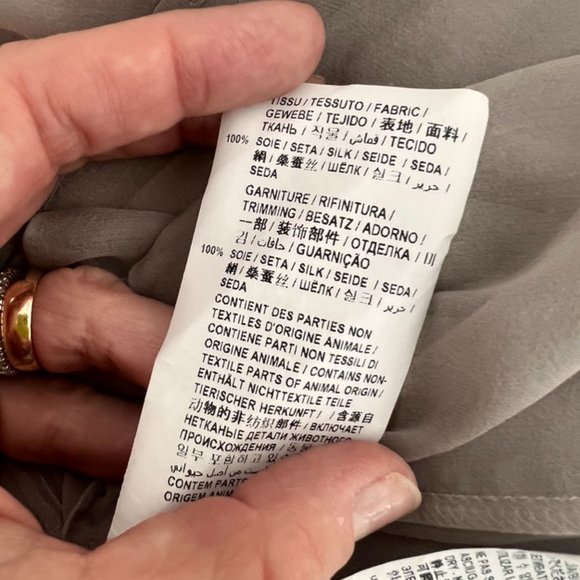 TISSU / TESSUTO / FABRIC /
GEWEBE / TEJIDO / 表地 / 面料 /
ТКАНЬ / 직물 / قماش / TECIDO
100% SOIE / SETA / SILK / SEIDE / SEDA /
絹 / 桑蚕丝 / ШЁЛК / 실크 / حرير /
SEDA
GARNITURE / RIFINITURA /
TRIMMING / BESATZ / ADORNO /
一部 / 装饰部件 / ОТДЕЛКА /
/ GUARNIÇÃO
100% SOIE / SETA / SILK / SEIDE / SEDA /
絹 / 桑蚕丝 / ШЁЛК / 실크 / حرير /
SEDA
CONTIENT DES PARTIES NON
TEXTILES D'ORIGINE ANIMALE /
CONTIENE PARTI NON TESSILI DI
ORIGINE ANIMALE / CONTAINS NON-
TEXTILE PARTS OF ANIMAL ORIGIN /
ENTHÄLT NICHTTEXTILE TEILE
TIERISCHER HERKUNFT / / 含源自
动物的非纺织部件 / ВКЛЮЧАЕТ
НЕТКАНЫЕ ДЕТАЛИ ЖИВОТНОГО
ПРОИСХОЖДЕНИЯ /
CONTEM PARTE
ORIGEM ANIM